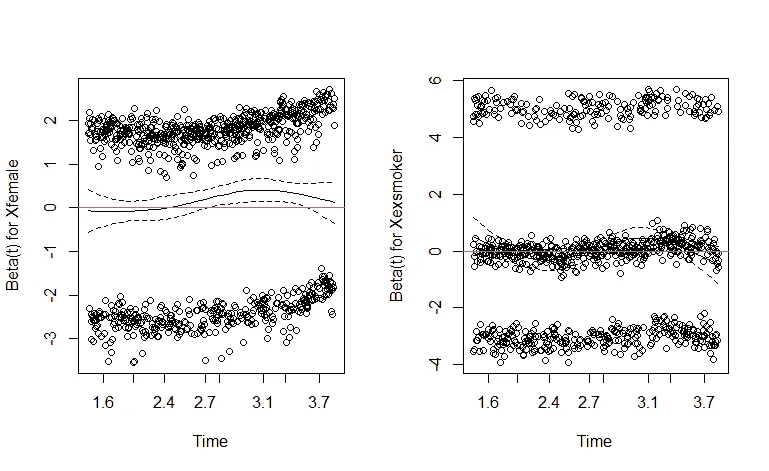 Beta(t) for Xfemale
2
1
0
-1
-2
-3
1.6 2.4 2.7 3.1 3.7
Time
Beta(t) for Xexsmoker
6
4
2
0
-2
-4
1.6 2.4 2.7 3.1 3.7
Time